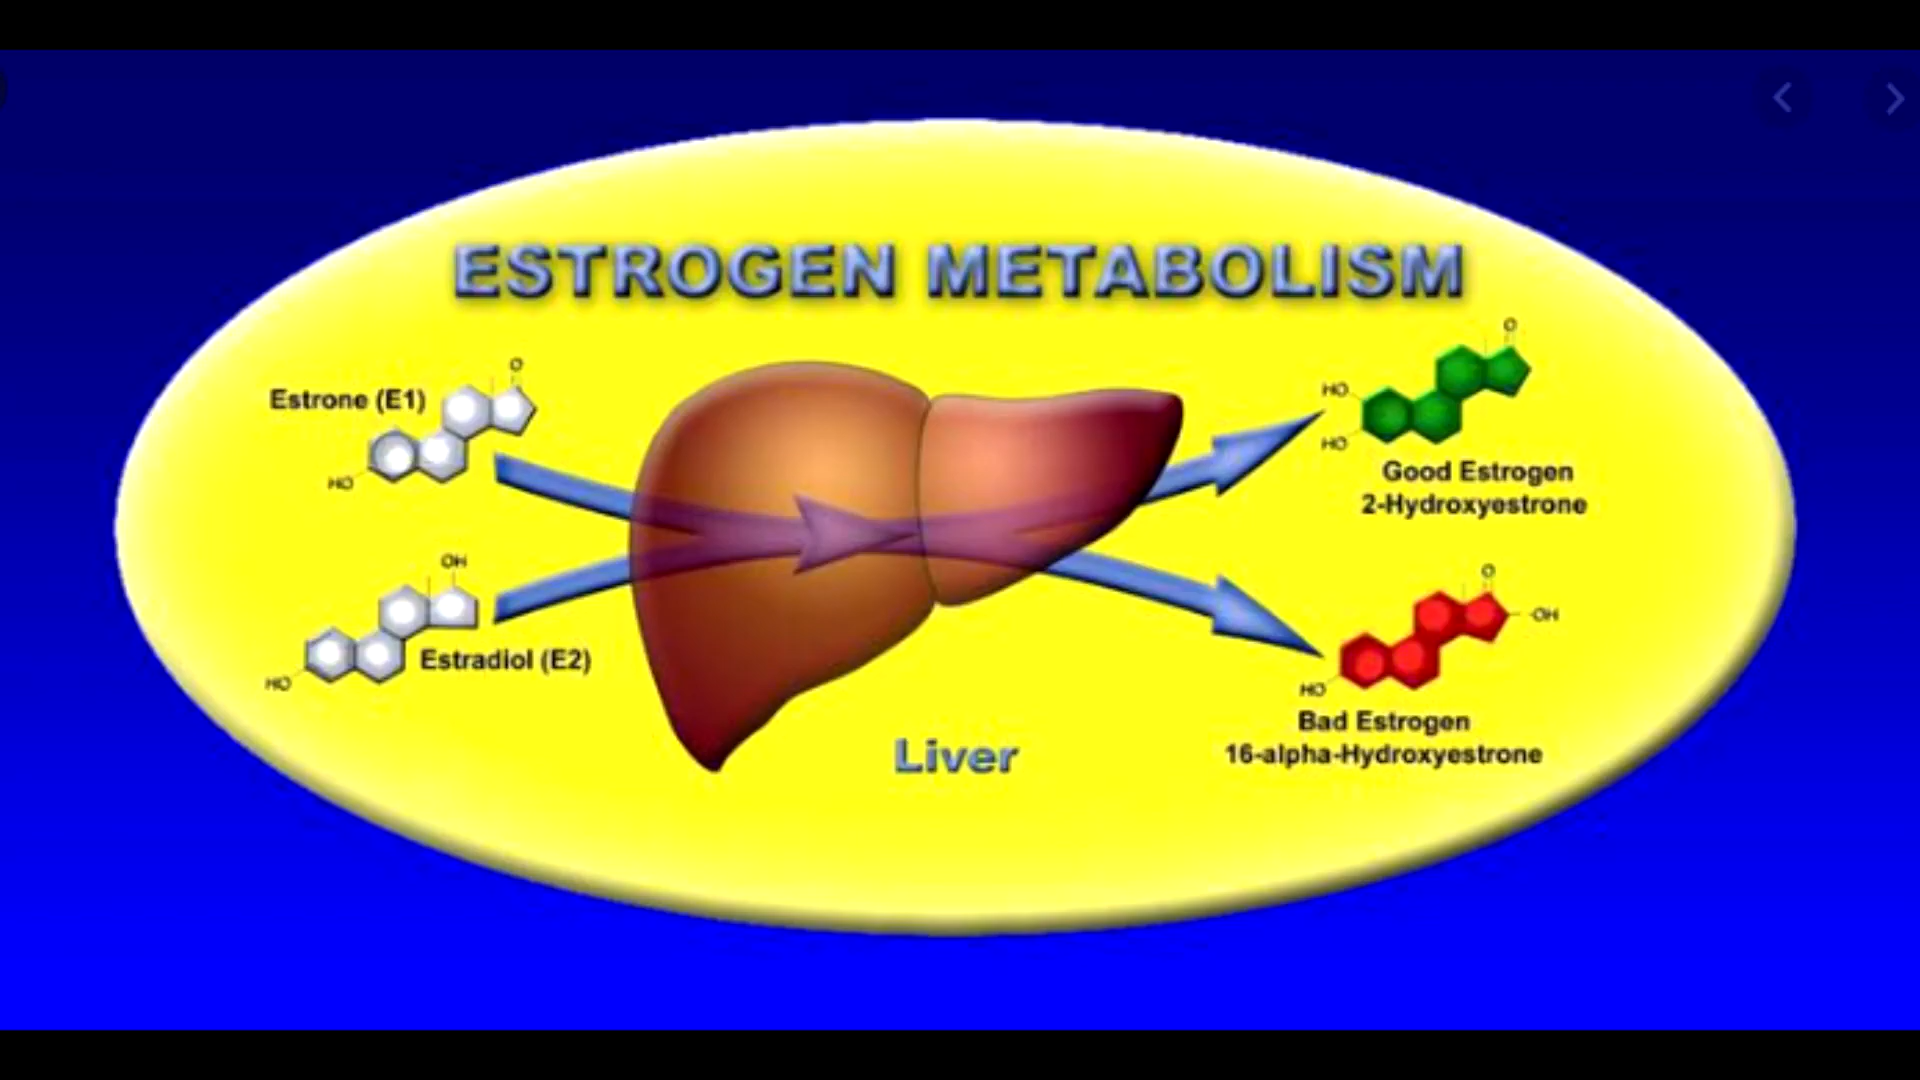 ESTROGEN METABOLISM
Estrone (E1)
O
HO
OH
Estradiol (E2)
HO
Liver
O
HO
HO
Good Estrogen
2-Hydroxyestrone
O
OH
HO
Bad Estrogen
16-alpha-Hydroxyestrone